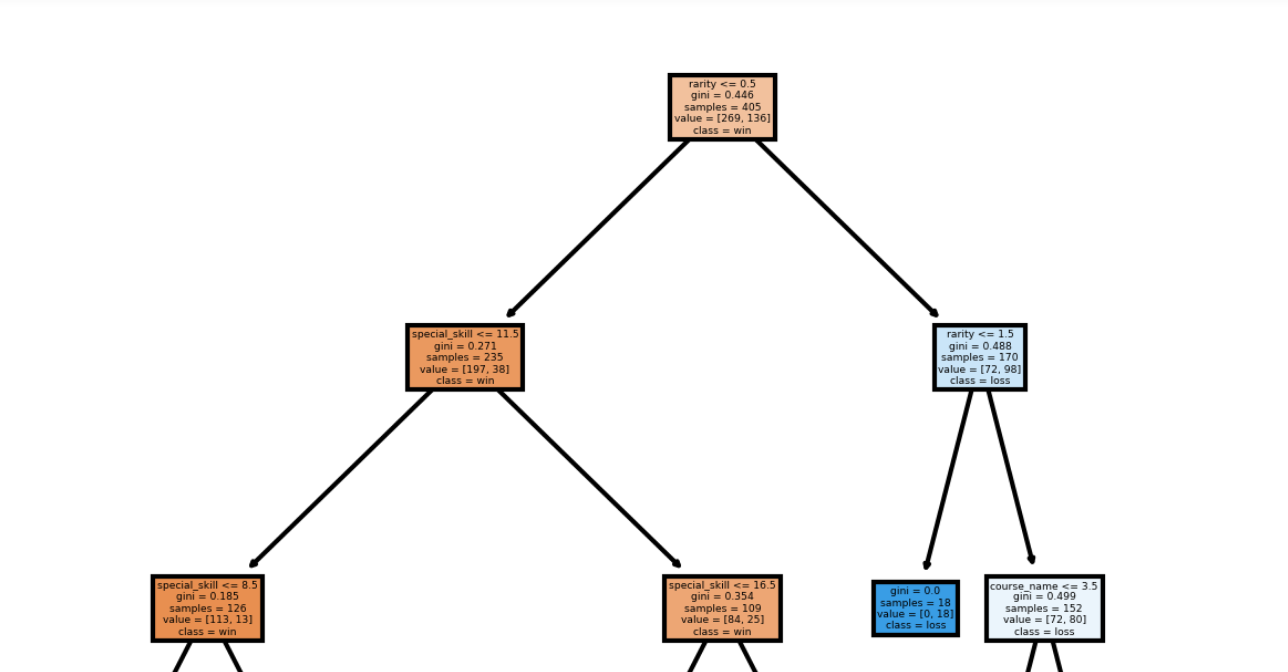 rarity <= 0.5
gini = 0.446
samples = 405
value = [269, 136]
class = win
special_skill <= 11.5
gini = 0.271
samples = 235
value = [197, 38]
class = win
rarity <= 1.5
gini = 0.488
samples = 170
value = [72, 98]
class = loss
special_skill <= 8.5
gini = 0.185
samples = 126
value = [113, 13]
class = win
special_skill <= 16.5
gini = 0.354
samples = 109
value = [84, 25]
class = win
gini = 0.0
samples = 18
value = [0, 18]
class = loss
course_name <= 3.5
gini = 0.499
samples = 152
value = [72, 80]
class = loss